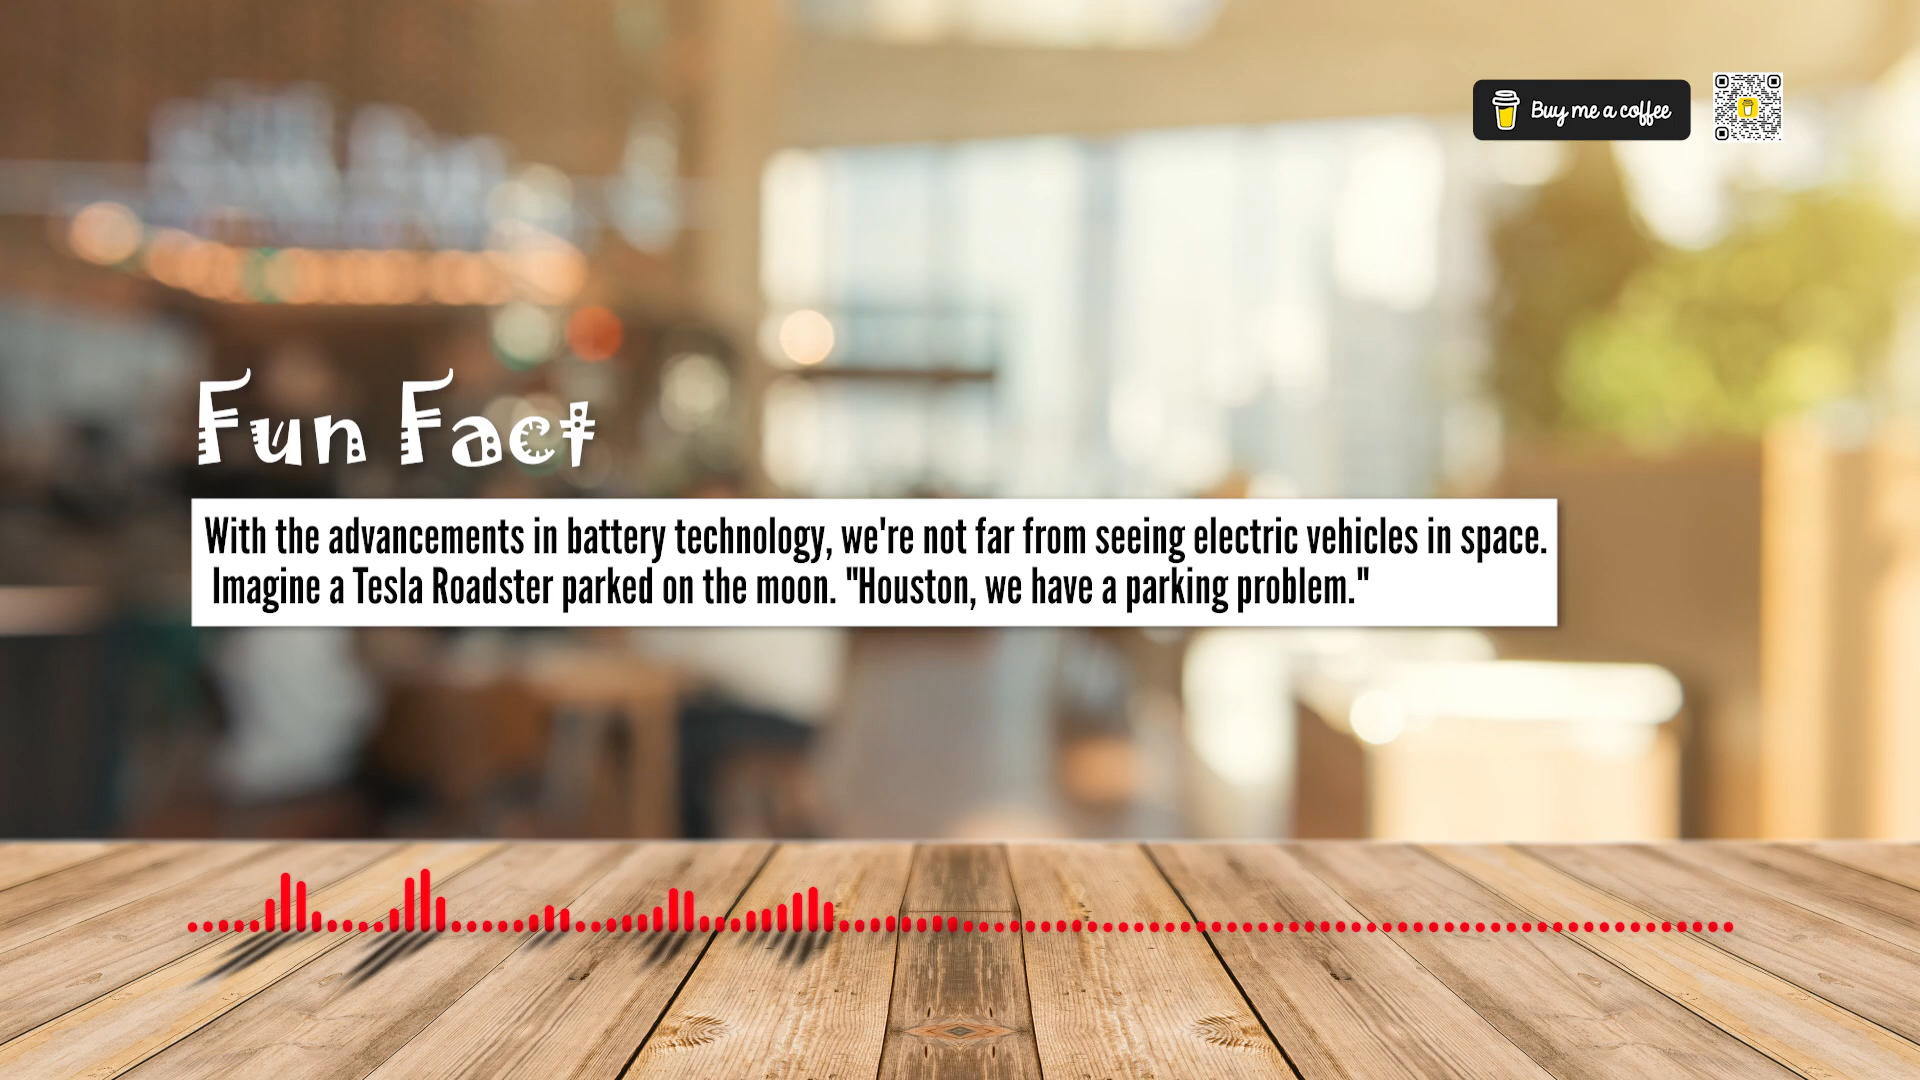 Buy me a coffee
Fun Fact
With the advancements in battery technology, we're not far from seeing electric vehicles in space.
Imagine a Tesla Roadster parked on the moon. "Houston, we have a parking problem."